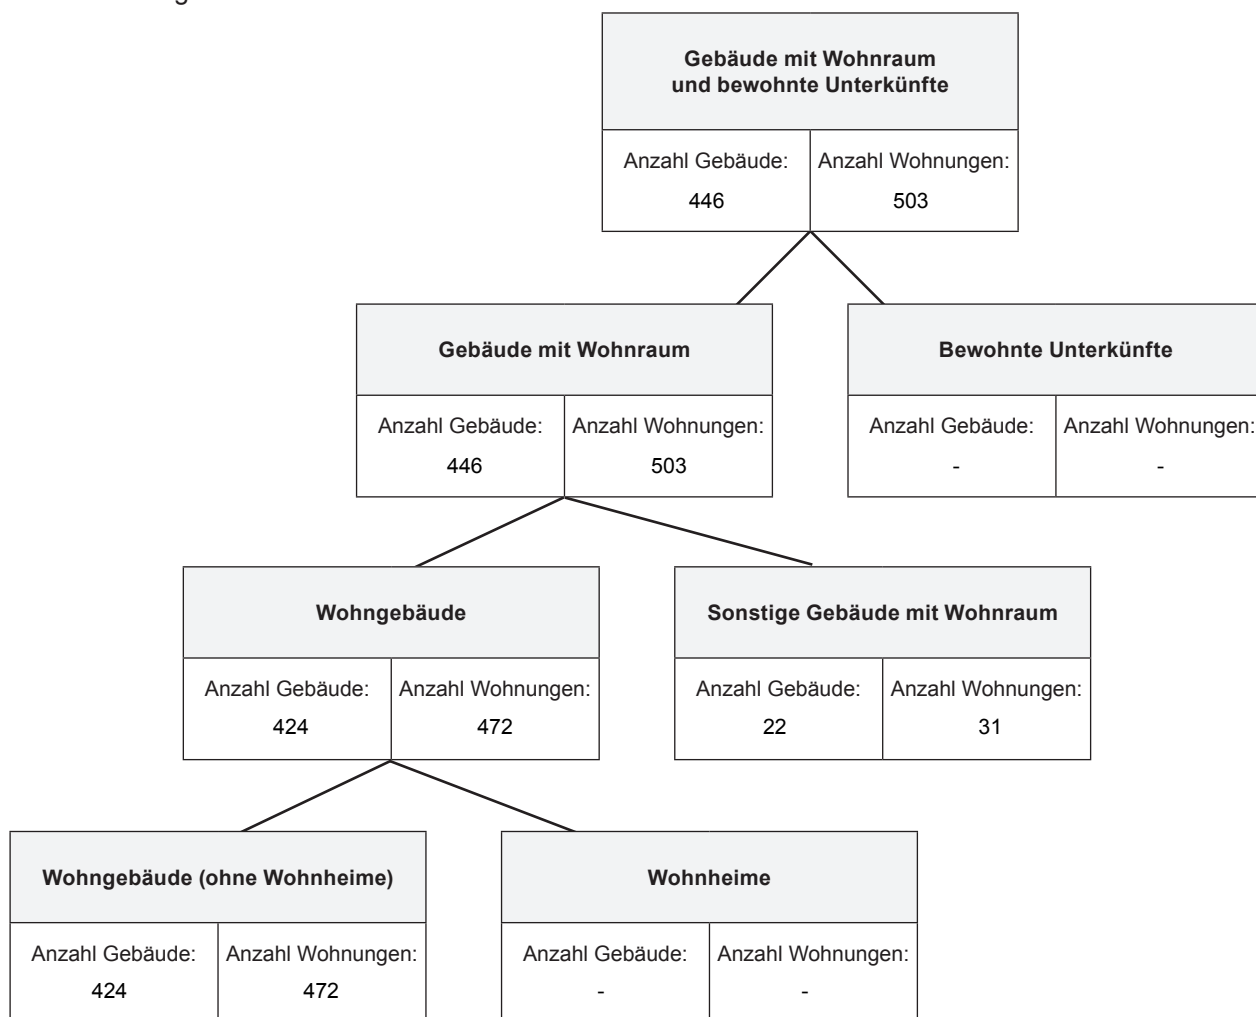 Gebäude mit Wohnraum
und bewohnte Unterkünfte
Anzahl Gebäude: Anzahl Wohnungen:
446 503
Gebäude mit Wohnraum
Anzahl Gebäude: Anzahl Wohnungen:
446 503
Bewohnte Unterkünfte
Anzahl Gebäude: Anzahl Wohnungen:
- -
Wohngebäude
Anzahl Gebäude: Anzahl Wohnungen:
424 472
Sonstige Gebäude mit Wohnraum
Anzahl Gebäude: Anzahl Wohnungen:
22 31
Wohngebäude (ohne Wohnheime)
Anzahl Gebäude: Anzahl Wohnungen:
424 472
Wohnheime
Anzahl Gebäude: Anzahl Wohnungen:
- -